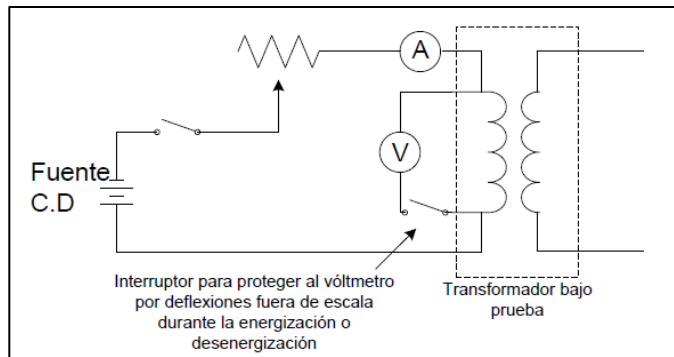 A
V
Fuente
C.D
Interruptor para proteger al vóltmetro
por deflexiones fuera de escala
durante la energización o
desenergización
Transformador bajo
prueba